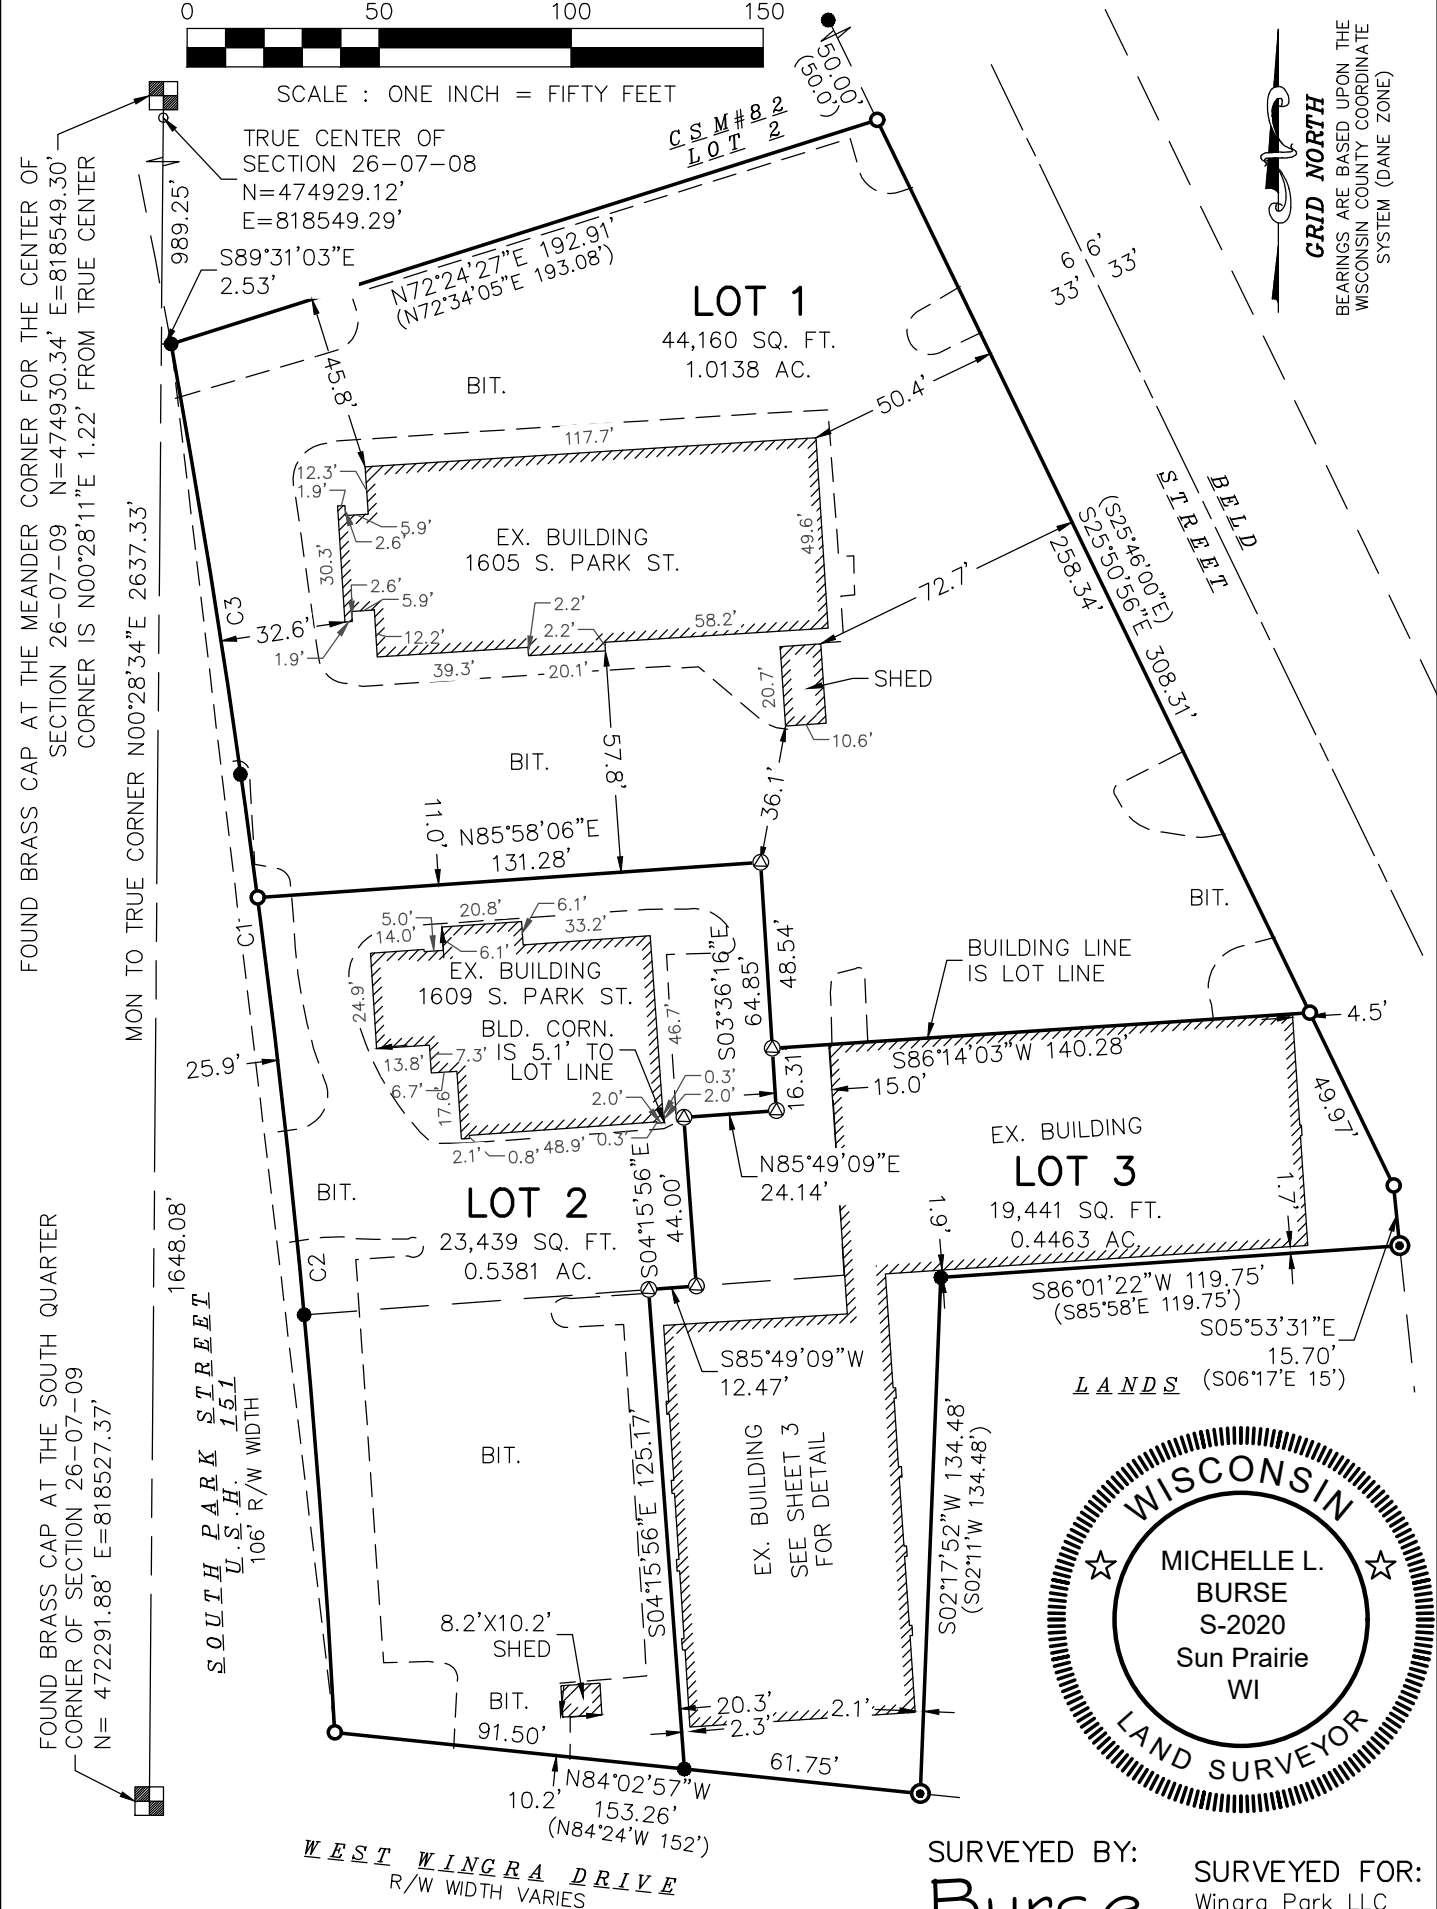 0 50 100 150
SCALE : ONE INCH = FIFTY FEET
TRUE CENTER OF
SECTION 26-07-08
N=474929.12'
E=818549.29'
S89°31'03"E
2.53'
989.25'
FOUND BRASS CAP AT THE MEANDER CORNER FOR THE CENTER OF
SECTION 26-07-09 N=474930.34' E=818549.30'
CORNER IS N00°28'11"E 1.22' FROM TRUE CENTER
MON TO TRUE CORNER N00°28'34"E 2637.33'
50.00'
(50.0')
CSM#82
LOT 2
N72°24'27"E 192.91'
(N72°34'05"E 193.08')
GRID NORTH
BEARINGS ARE BASED UPON THE
WISCONSIN COUNTY COORDINATE
SYSTEM (DANE ZONE)
66'
33' 33'
LOT 1
44,160 SQ. FT.
1.0138 AC.
BIT.
45.8'
50.4'
117.7'
12.3'
1.9'
5.9'
2.6'
30.3'
EX. BUILDING
1605 S. PARK ST.
49.6'
2.6'
5.9'
2.2'
2.2'
58.2'
12.2'
39.3'
20.1'
1.9'
C3
32.6'
72.7'
BELD
STREET
(S25°46'00"E)
S25°50'56"E 308.31'
258.34'
SHED
20.7'
10.6'
BIT.
57.8'
36.1'
11.0'
N85°58'06"E
131.28'
BIT.
BUILDING LINE
IS LOT LINE
C1
5.0'
14.0'
20.8'
6.1'
33.2'
6.1'
24.9'
EX. BUILDING
1609 S. PARK ST.
BLD. CORN.
IS 5.1' TO
LOT LINE
46.7'
S03°36'16"E
64.85'
48.54'
4.5'
S86°14'03"W 140.28'
25.9'
13.8'
7.3'
6.7'
17.6'
2.0'
0.3'
2.0'
16.31'
15.0'
49.97'
2.1'
0.8'
48.9'
0.3'
N85°49'09"E
24.14'
EX. BUILDING
LOT 3
19,441 SQ. FT.
0.4463 AC.
1.9'
1.7'
BIT.
LOT 2
23,439 SQ. FT.
0.5381 AC.
S04°15'56"E
44.00'
C2
1648.08'
S86°01'22"W 119.75'
(S85°58'E 119.75')
S05°53'31"E
15.70'
(S06°17'E 15')
S85°49'09"W
12.47'
LANDS
FOUND BRASS CAP AT THE SOUTH QUARTER
CORNER OF SECTION 26-07-09
N= 472291.88' E=818527.37'
SOUTH PARK STREET
U.S.H. 151
106' R/W WIDTH
BIT.
S04°15'56"E 125.17'
EX. BUILDING
SEE SHEET 3
FOR DETAIL
S02°17'52"W 134.48'
(S02°11'W 134.48')
8.2'X10.2'
SHED
BIT.
91.50'
20.3'
2.3'
2.1'
61.75'
10.2'
N84°02'57"W
153.26'
(N84°24'W 152')
WEST WINGRA DRIVE
R/W WIDTH VARIES
WISCONSIN
MICHELLE L.
BURSE
S-2020
Sun Prairie
WI
LAND SURVEYOR
SURVEYED BY:
Burse
SURVEYED FOR:
Wingra Park LLC